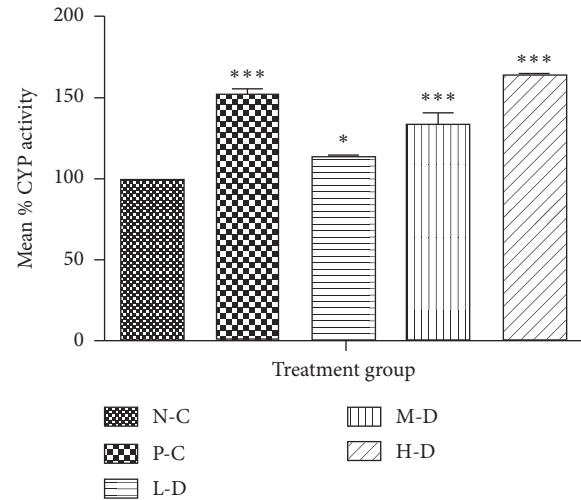 200
150
100
50
0
Mean % CYP activity
***
*
***
***
Treatment group
N-C
P-C
L-D
M-D
H-D